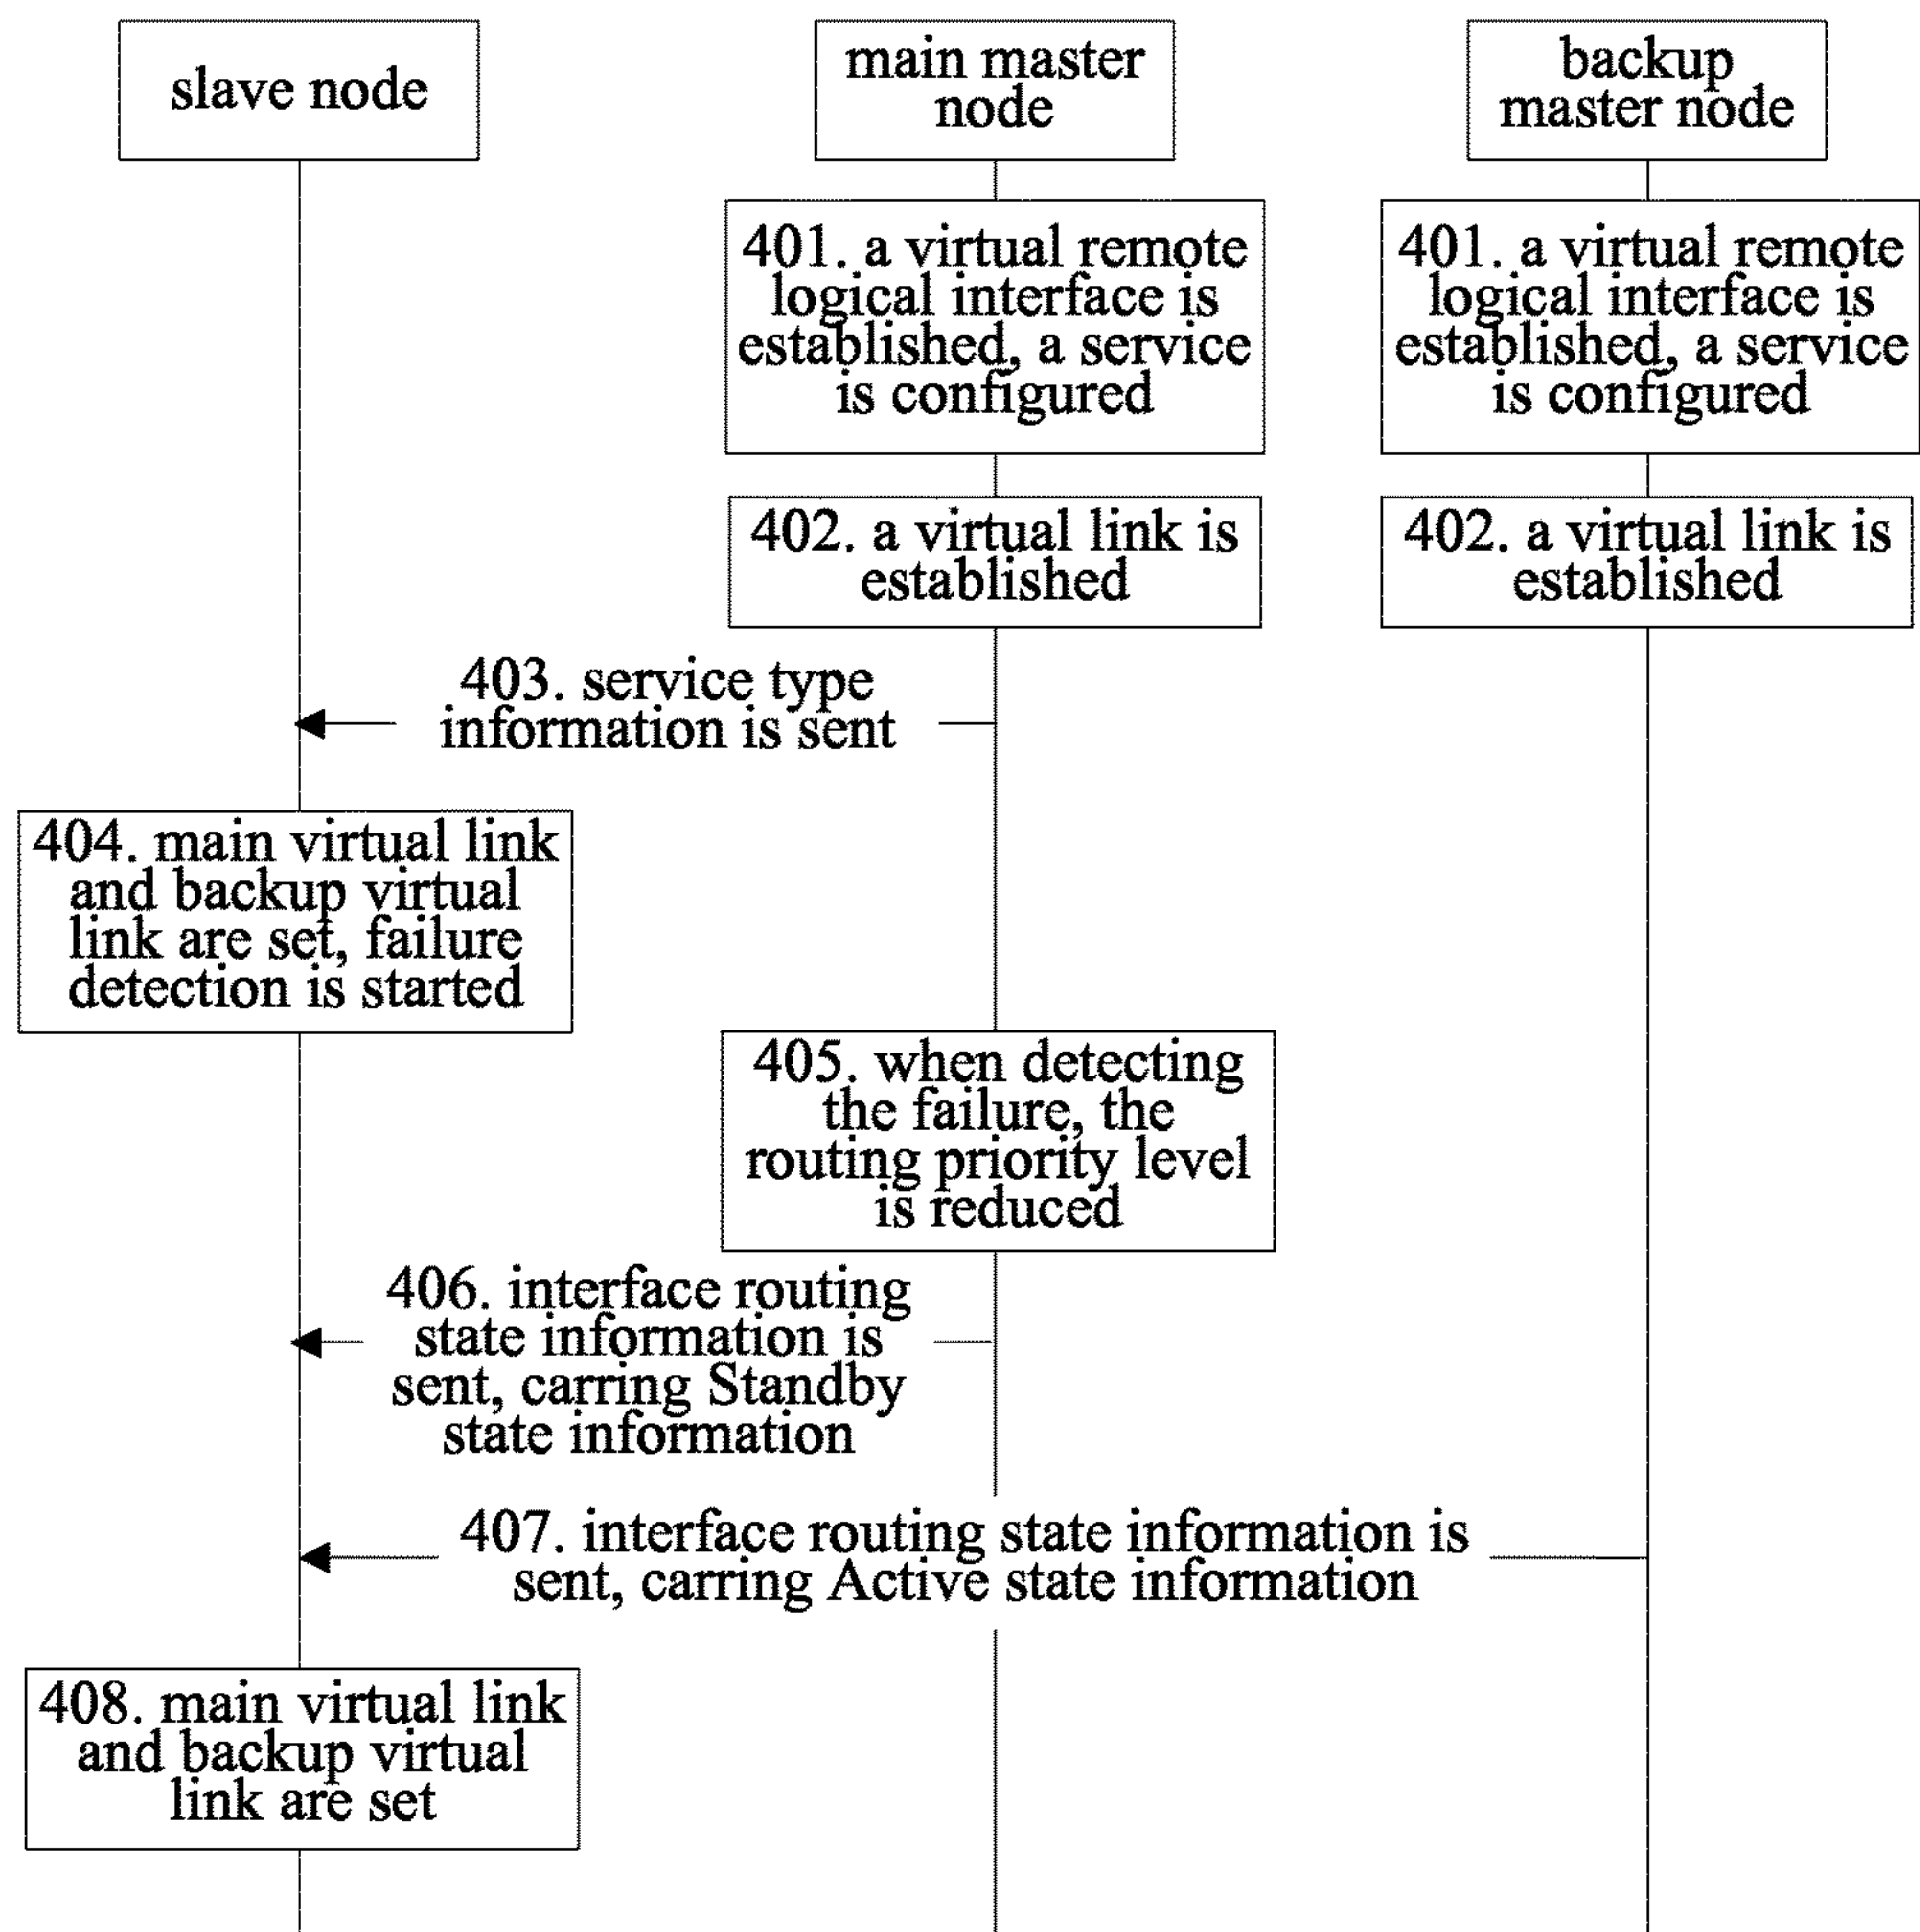 slave node
main master
node
backup
master node
401. a virtual remote
logical interface is
established, a service
is configured
401. a virtual remote
logical interface is
established, a service
is configured
402. a virtual link is
established
402. a virtual link is
established
403. service type
information is sent
404. main virtual link
and backup virtual
link are set, failure
detection is started
405. when detecting
the failure, the
routing priority level
is reduced
406. interface routing
state information is
sent, carring Standby
state information
407. interface routing state information is
sent, carring Active state information
408. main virtual link
and backup virtual
link are set